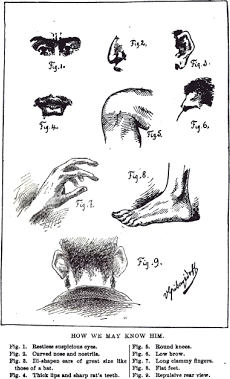 Fig.1.
Fig 2.
Fig.3.
Fig.4.
Fig 5.
Fig.6,
Fig.7.
Fig.8.
Fig.9.
HOW WE MAY KNOW HIM.
Fig. 1. Restless suspicious eyes.
Fig. 2. Curved nose and nostrils.
Fig. 3. Ill-shapen ears of great size like
those of a bat.
Fig. 4. Thick lips and sharp rat's teeth.
Fig. 5. Round knees.
Fig. 6. Low brow.
Fig. 7. Long clammy fingers.
Fig. 8. Flat feet.
Fig. 9. Repulsive rear view.